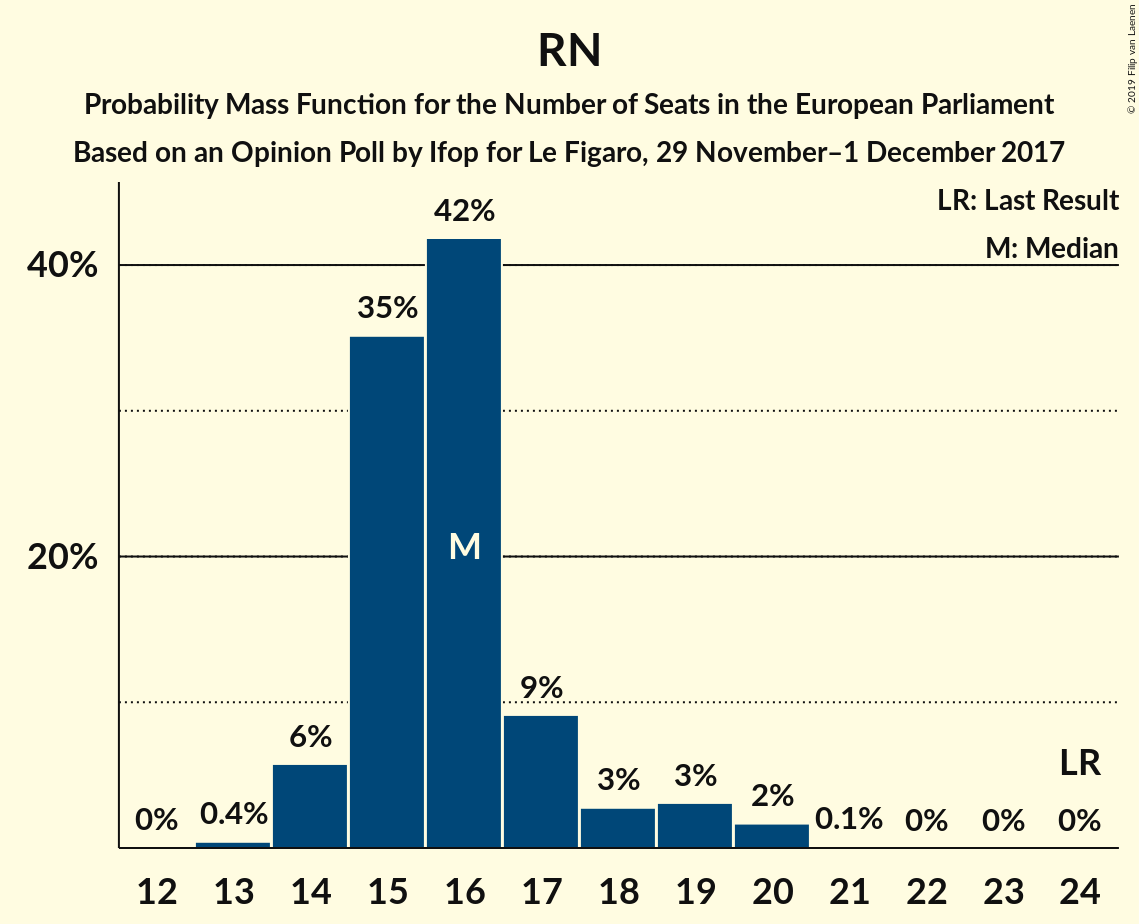 RN
Probability Mass Function for the Number of Seats in the European Parliament
Based on an Opinion Poll by Ifop for Le Figaro, 29 November–1 December 2017
© 2019 Filip van Laenen
LR: Last Result
M: Median
40%
20%
0%
0.4%
6%
35%
42%
9%
3%
3%
2%
0.1%
0%
0%
0%
M
LR
12 13 14 15 16 17 18 19 20 21 22 23 24